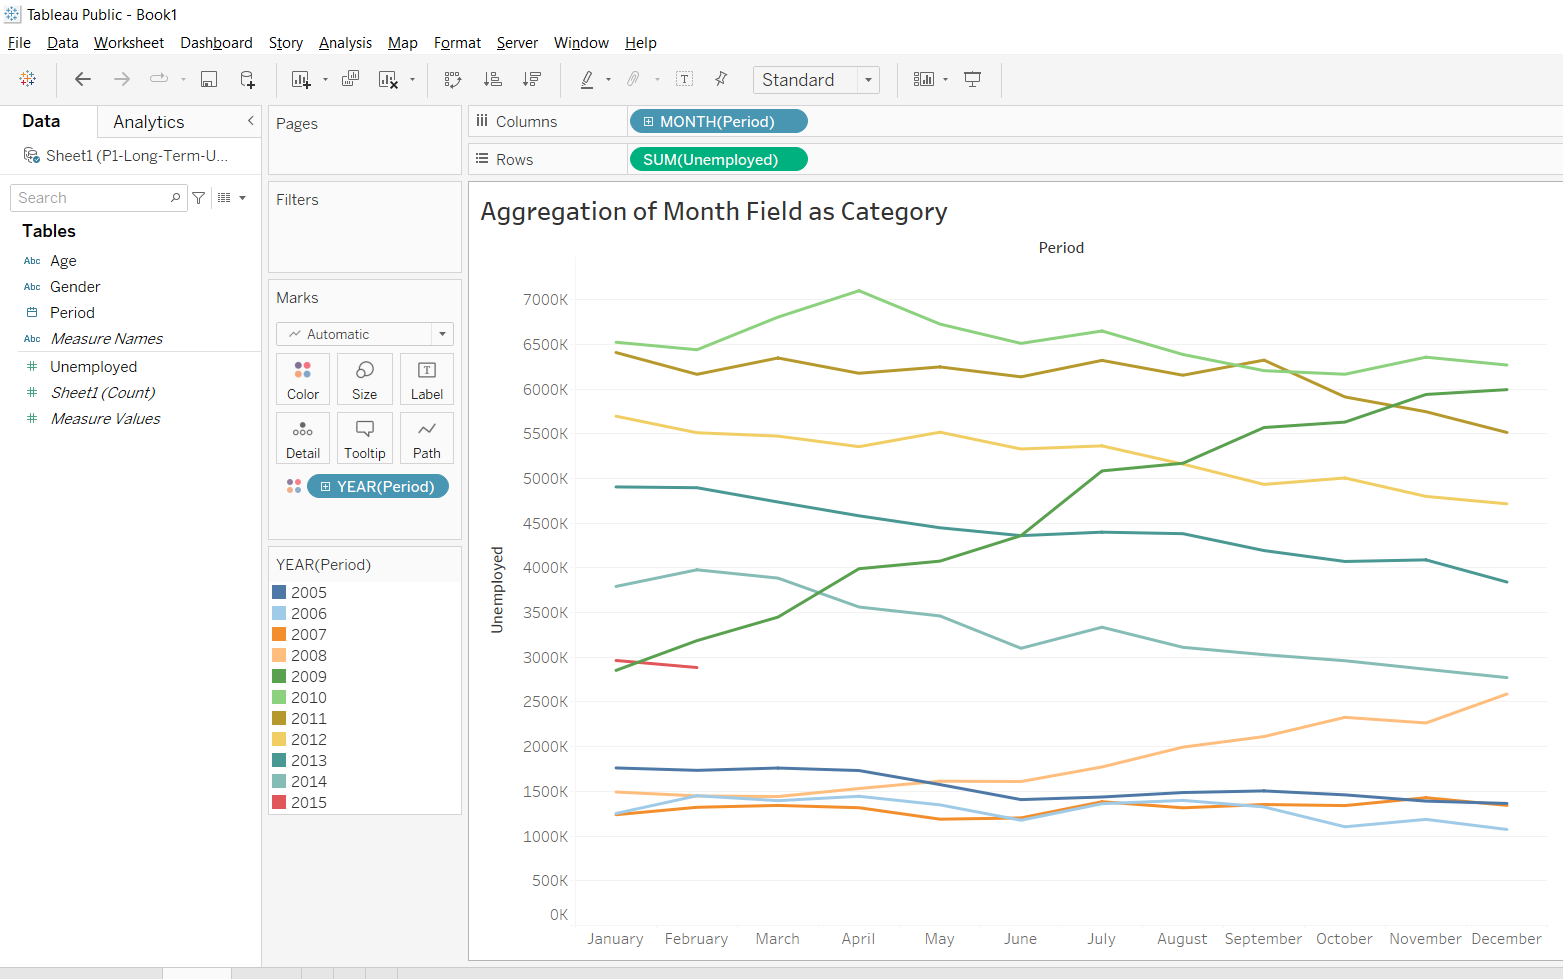 Tableau Public - Book1
File Data Worksheet Dashboard Story Analysis Map Format Server Window Help
Standard
Data Analytics
Sheet1 (P1-Long-Term-U...
Search
Tables
Abc Age
Abc Gender
Period
Abc Measure Names
Unemployed
Sheet1 (Count)
Measure Values
Pages
Filters
Marks
Automatic
Color Size Label
Detail Tooltip Path
YEAR(Period)
YEAR(Period)
2005
2006
2007
2008
2009
2010
2011
2012
2013
2014
2015
Columns MONTH(Period)
Rows SUM(Unemployed)
Aggregation of Month Field as Category
Period
7000K
6500K
6000K
5500K
5000K
4500K
4000K
3500K
3000K
2500K
2000K
1500K
1000K
500K
0K
Unemployed
January February March April May June July August September October November December